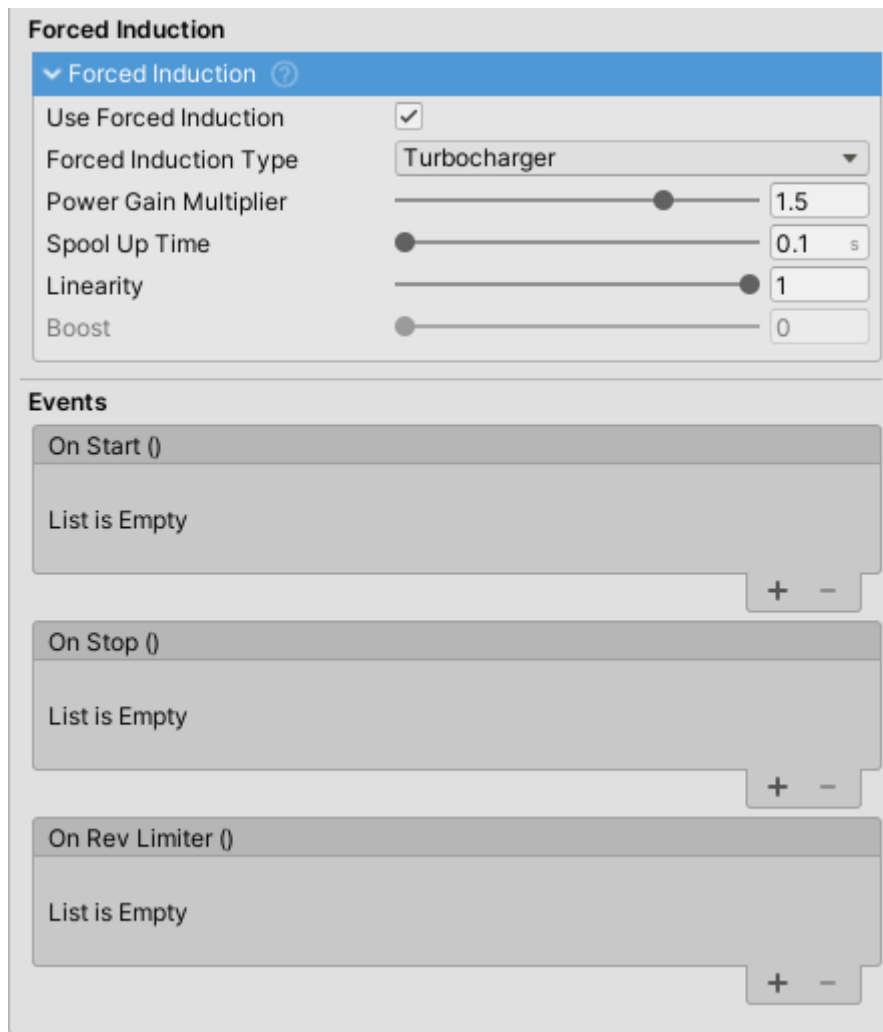 Forced Induction
Forced Induction ?
Use Forced Induction
Forced Induction Type Turbocharger
Power Gain Multiplier 1.5
Spool Up Time 0.1 s
Linearity 1
Boost 0
Events
On Start ()
List is Empty
+ −
On Stop ()
List is Empty
+ −
On Rev Limiter ()
List is Empty
+ −